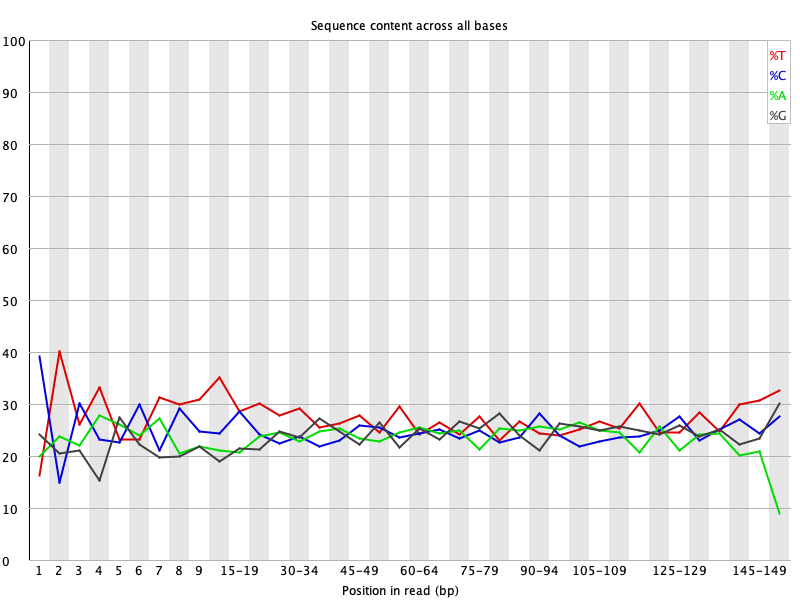 Sequence content across all bases
100
90
80
70
60
50
40
30
20
10
0
%T
%C
%A
%G
1 2 3 4 5 6 7 8 9 15-19 30-34 45-49 60-64 75-79 90-94 105-109 125-129 145-149
Position in read (bp)